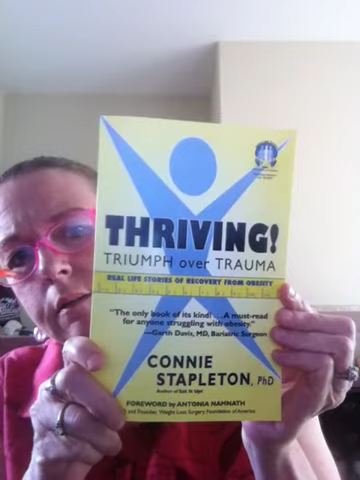 THRIVING!
TRIUMPH over TRAUMA
REAL LIFE STORIES OF RECOVERY FROM OBESITY
"The only book of its kind! . . . A must-read
for anyone struggling with obesity."
—Garth Davis, MD, Bariatric Surgeon
CONNIE
STAPLETON, PhD
Author of Eat It Up!
FOREWORD BY ANTONIA NAMNATH
and Founder, Weight Loss Surgery Foundation of America